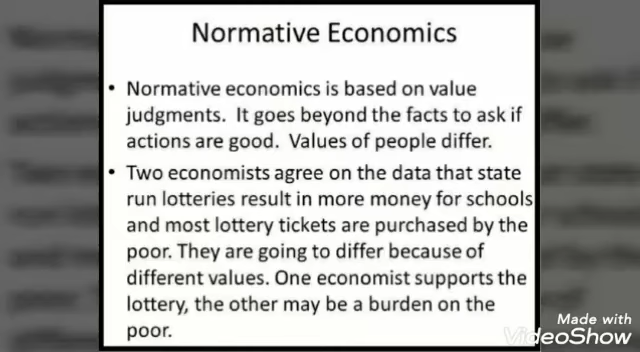 Normative Economics
• Normative economics is based on value
judgments. It goes beyond the facts to ask if
actions are good. Values of people differ.
• Two economists agree on the data that state
run lotteries result in more money for schools
and most lottery tickets are purchased by the
poor. They are going to differ because of
different values. One economist supports the
lottery, the other may be a burden on the
poor.
Made with
VideoShow